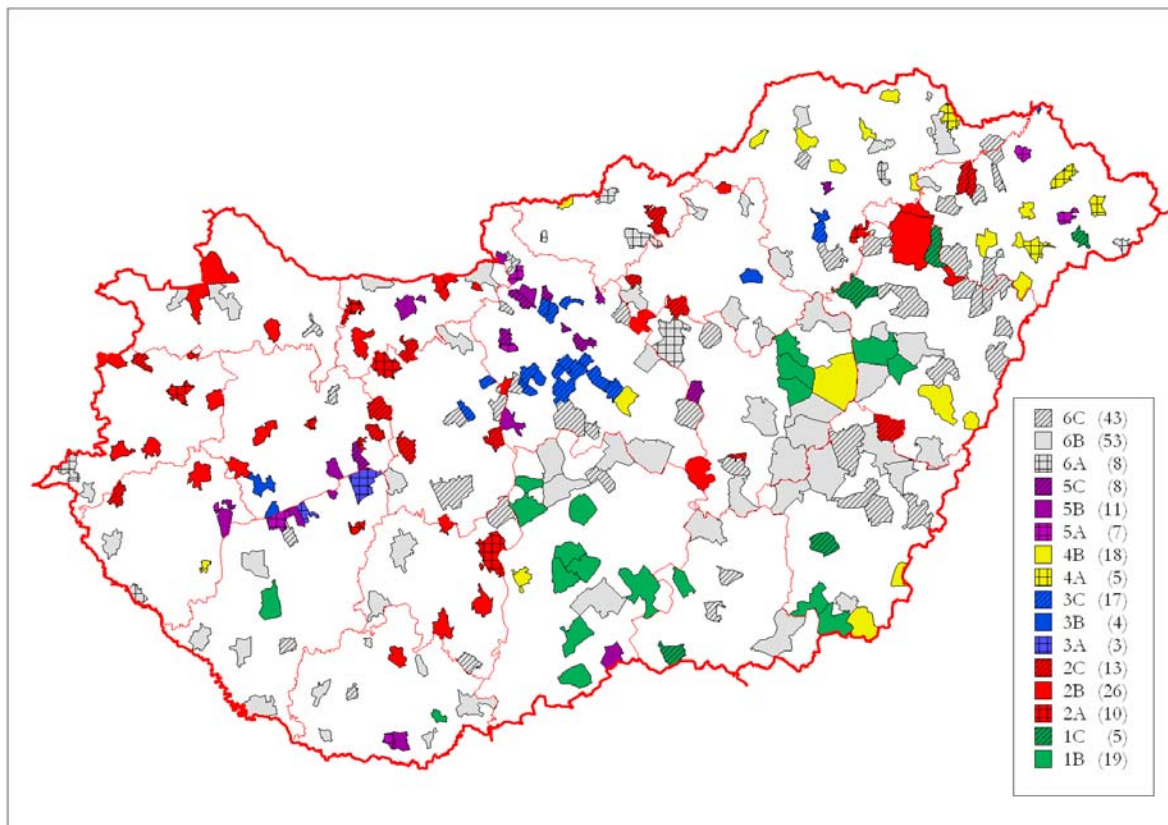 6C (43)
6B (53)
6A (8)
5C (8)
5B (11)
5A (7)
4B (18)
4A (5)
3C (17)
3B (4)
3A (3)
2C (13)
2B (26)
2A (10)
1C (5)
1B (19)